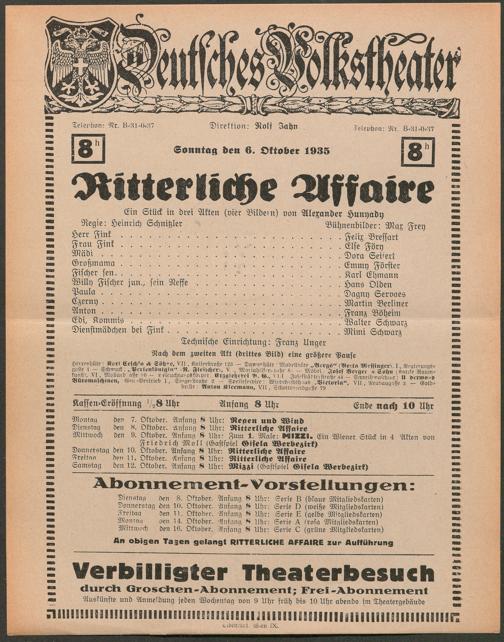 Deutsches Volkstheater
Telephon: Nr. B-31-0-37 Direktion: Rolf Jahn Telephon: Nr. B-31-0-37
8h Sonntag den 6. Oktober 1935 8h
Ritterliche Affaire
Ein Stück in drei Akten (vier Bildern) von Alexander Hunyady
Regie: Heinrich Schnitzler Bühnenbilder: Max Frey
Herr Fink Felix Bressart
Frau Fink Else Föry
Mädi Dora Seifert
Großmama Emmy Förster
Fischer sen. Karl Ehmann
Willy Fischer jun., sein Neffe Hans Olden
Paula Dagny Servaes
Czerny Martin Berliner
Anton Franz Böheim
Edi, Kommis Walter Schwarz
Dienstmädchen bei Fink Mimi Schwarz
Technische Einrichtung: Franz Unger
Nach dem zweiten Akt (drittes Bild) eine größere Pause
Kassen-Eröffnung ½8 Uhr Anfang 8 Uhr Ende nach 10 Uhr
Montag den 7. Oktober. Anfang 8 Uhr: Regen und Wind
Dienstag den 8. Oktober. Anfang 8 Uhr: Ritterliche Affaire
Mittwoch den 9. Oktober. Anfang 8 Uhr: Zum 1. Male: MIZZI. Ein Wiener Stück in 4 Akten von
Friedrich Moll (Gastspiel Gisela Werbezirk)
Donnerstag den 10. Oktober. Anfang 8 Uhr: Ritterliche Affaire
Freitag den 11. Oktober. Anfang 8 Uhr: Ritterliche Affaire
Samstag den 12. Oktober. Anfang 8 Uhr: Mizzi (Gastspiel Gisela Werbezirk)
Abonnement-Vorstellungen:
Dienstag den 8. Oktober. Anfang 8 Uhr: Serie B (blaue Mitgliedskarten)
Donnerstag den 10. Oktober. Anfang 8 Uhr: Serie D (weiße Mitgliedskarten)
Freitag den 11. Oktober. Anfang 8 Uhr: Serie E (gelbe Mitgliedskarten)
Montag den 14. Oktober. Anfang 8 Uhr: Serie A (rosa Mitgliedskarten)
Mittwoch den 16. Oktober. Anfang 8 Uhr: Serie C (grüne Mitgliedskarten)
An obigen Tagen gelangt RITTERLICHE AFFAIRE zur Aufführung
Verbilligter Theaterbesuch
durch Groschen-Abonnement; Frei-Abonnement
Auskünfte und Anmeldung jeden Wochentag von 9 Uhr früh bis 10 Uhr abends im Theatergebäude